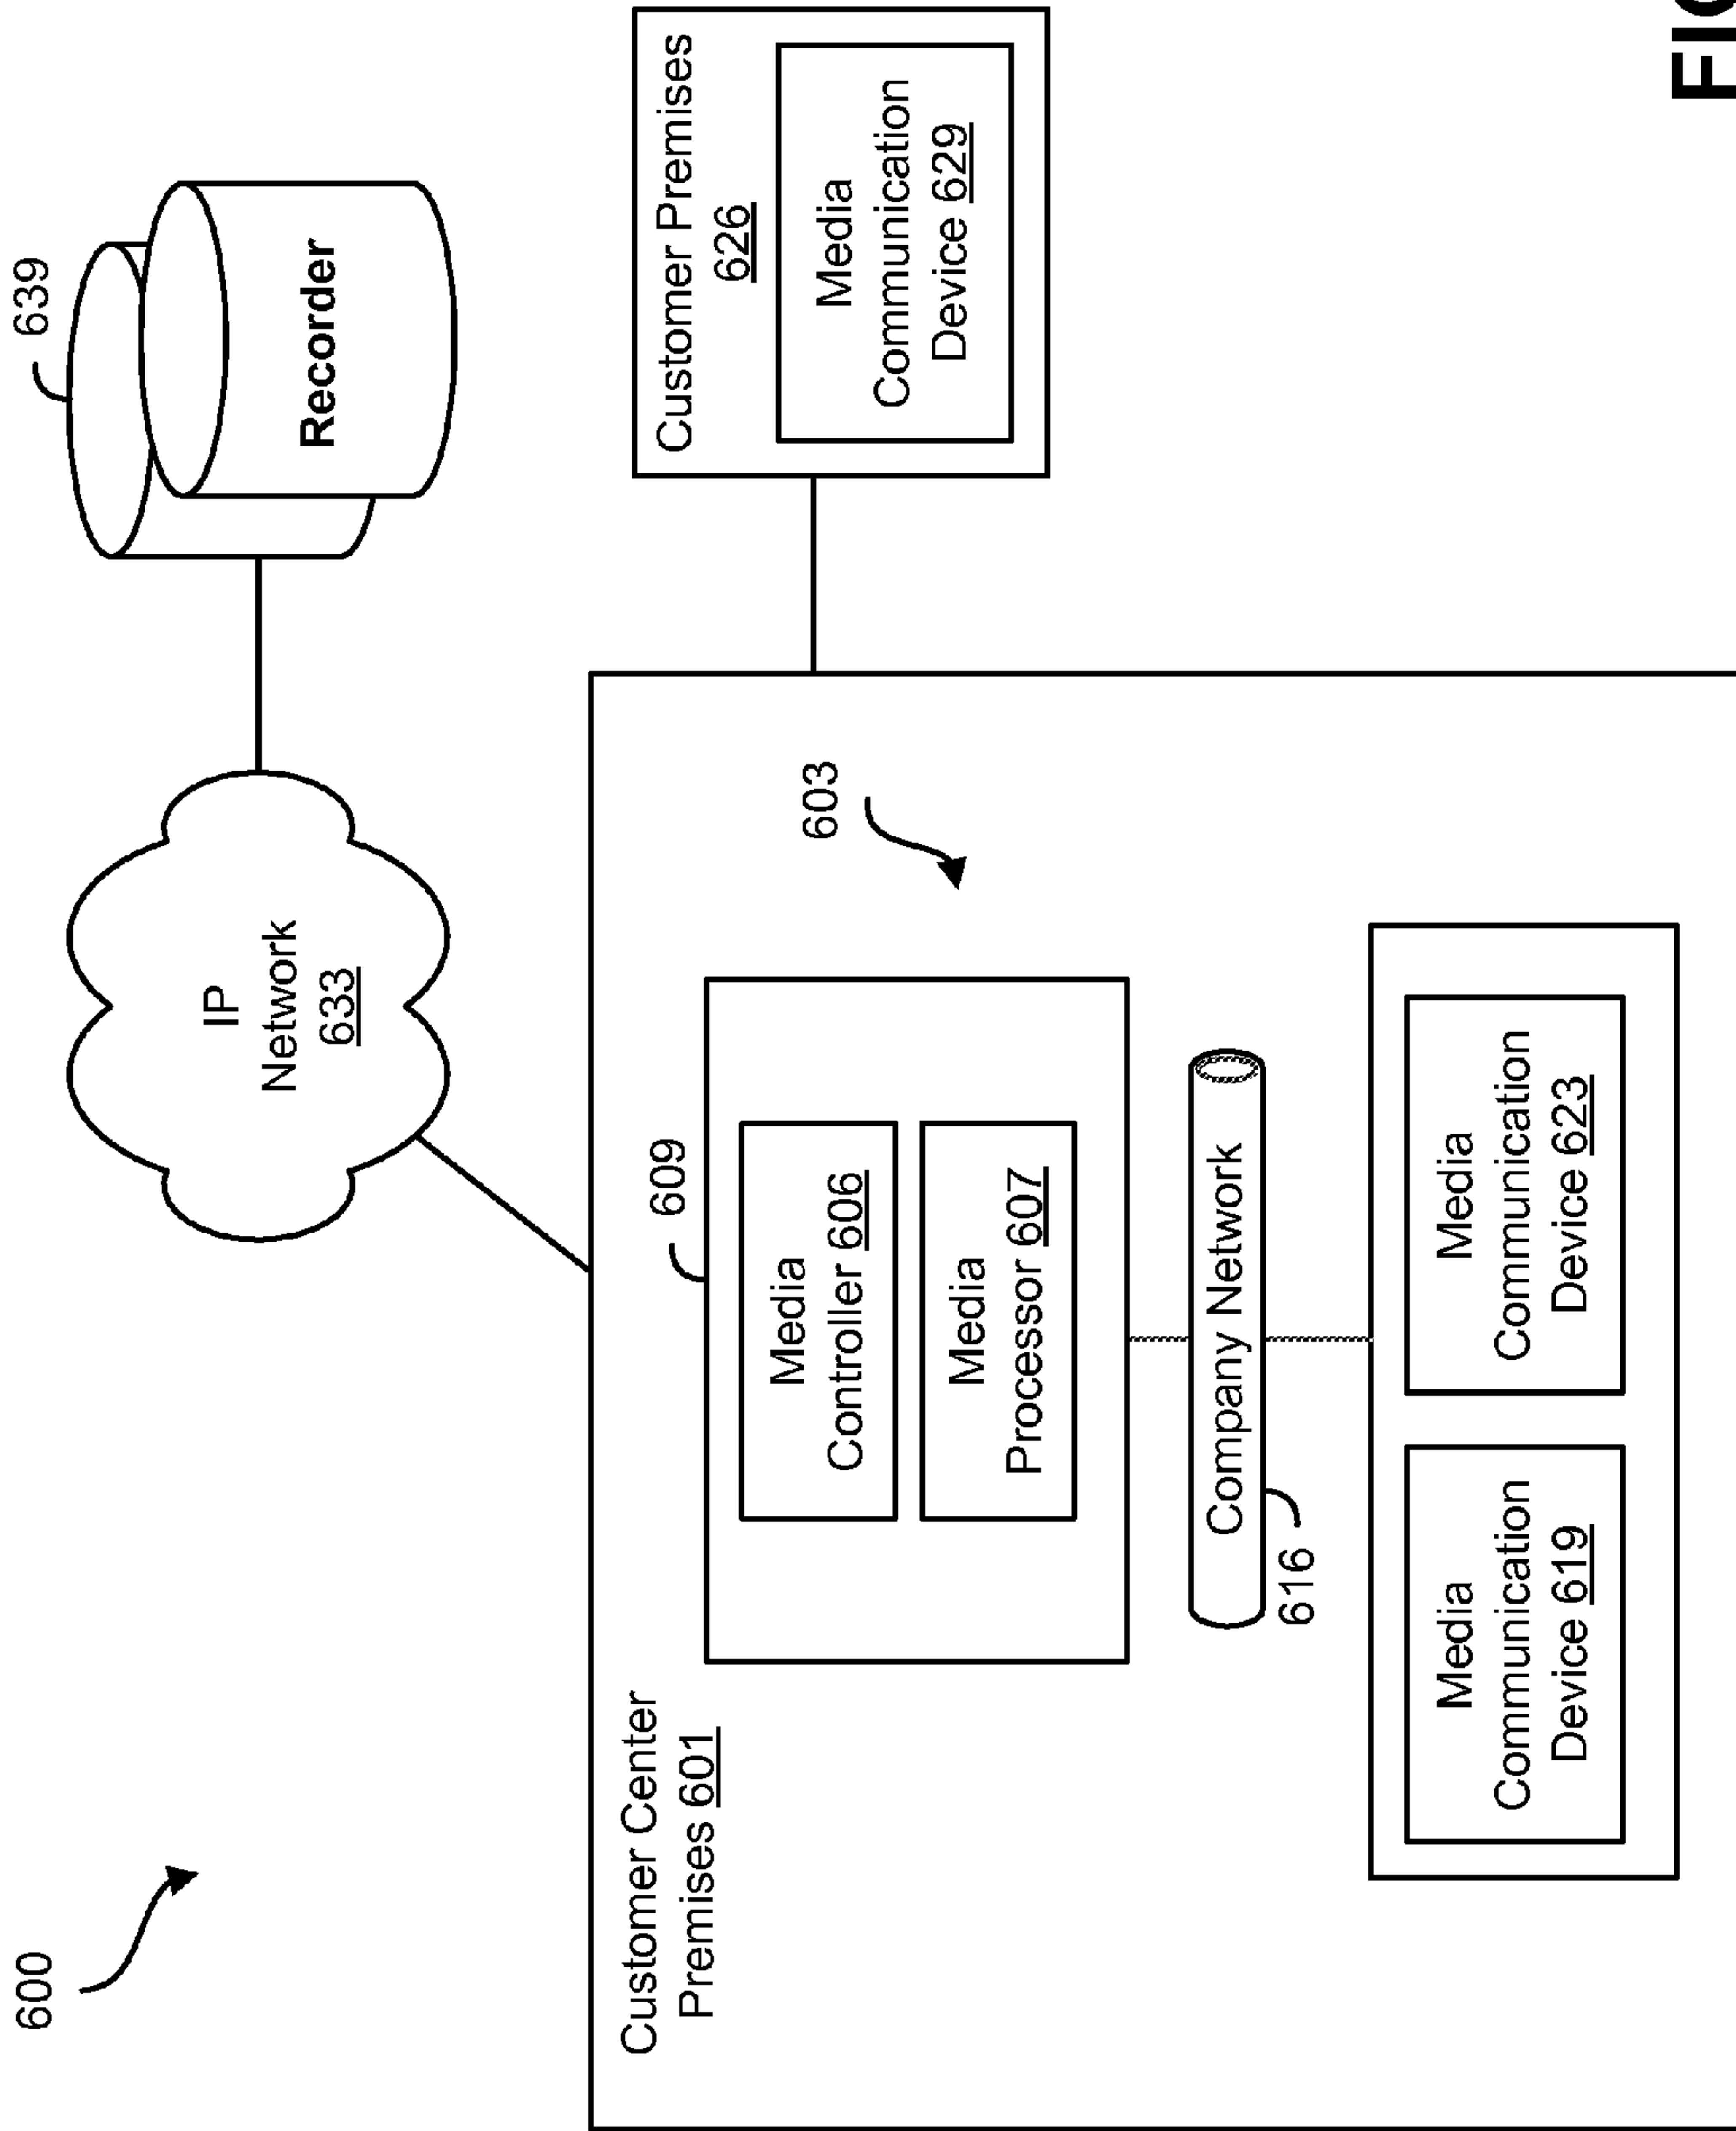 600
IP
Network
633
639
Recorder
Customer Center
Premises 601
609
Media
Controller 606
Media
Processor 607
603
Company Network
616
Media
Communication
Device 619
Media
Communication
Device 623
Customer Premises
626
Media
Communication
Device 629